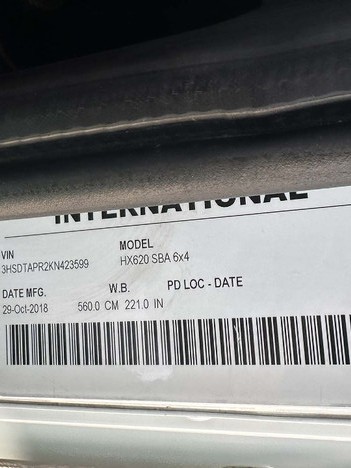 INTERNATIONAL
VIN MODEL
3HSDTAPR2KN423599 HX620 SBA 6x4
DATE MFG. W.B. PD LOC - DATE
29-Oct-2018 560.0 CM 221.0 IN